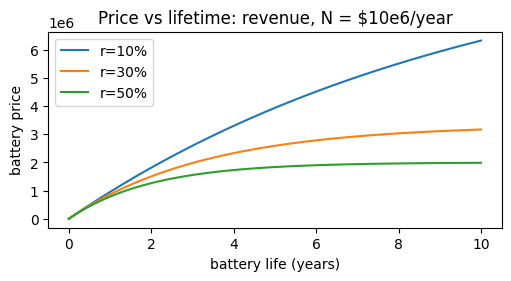 Price vs lifetime: revenue, N = $10e6/year
1e6
r=10%
r=30%
r=50%
6
5
4
3
2
1
0
battery price
0 2 4 6 8 10
battery life (years)